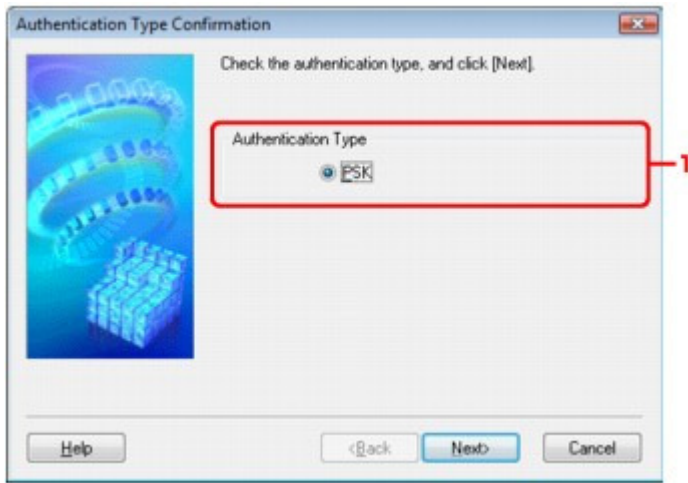 Authentication Type Confirmation
Check the authentication type, and click [Next].
Authentication Type
PSK
1
Help
<Back
Next>
Cancel